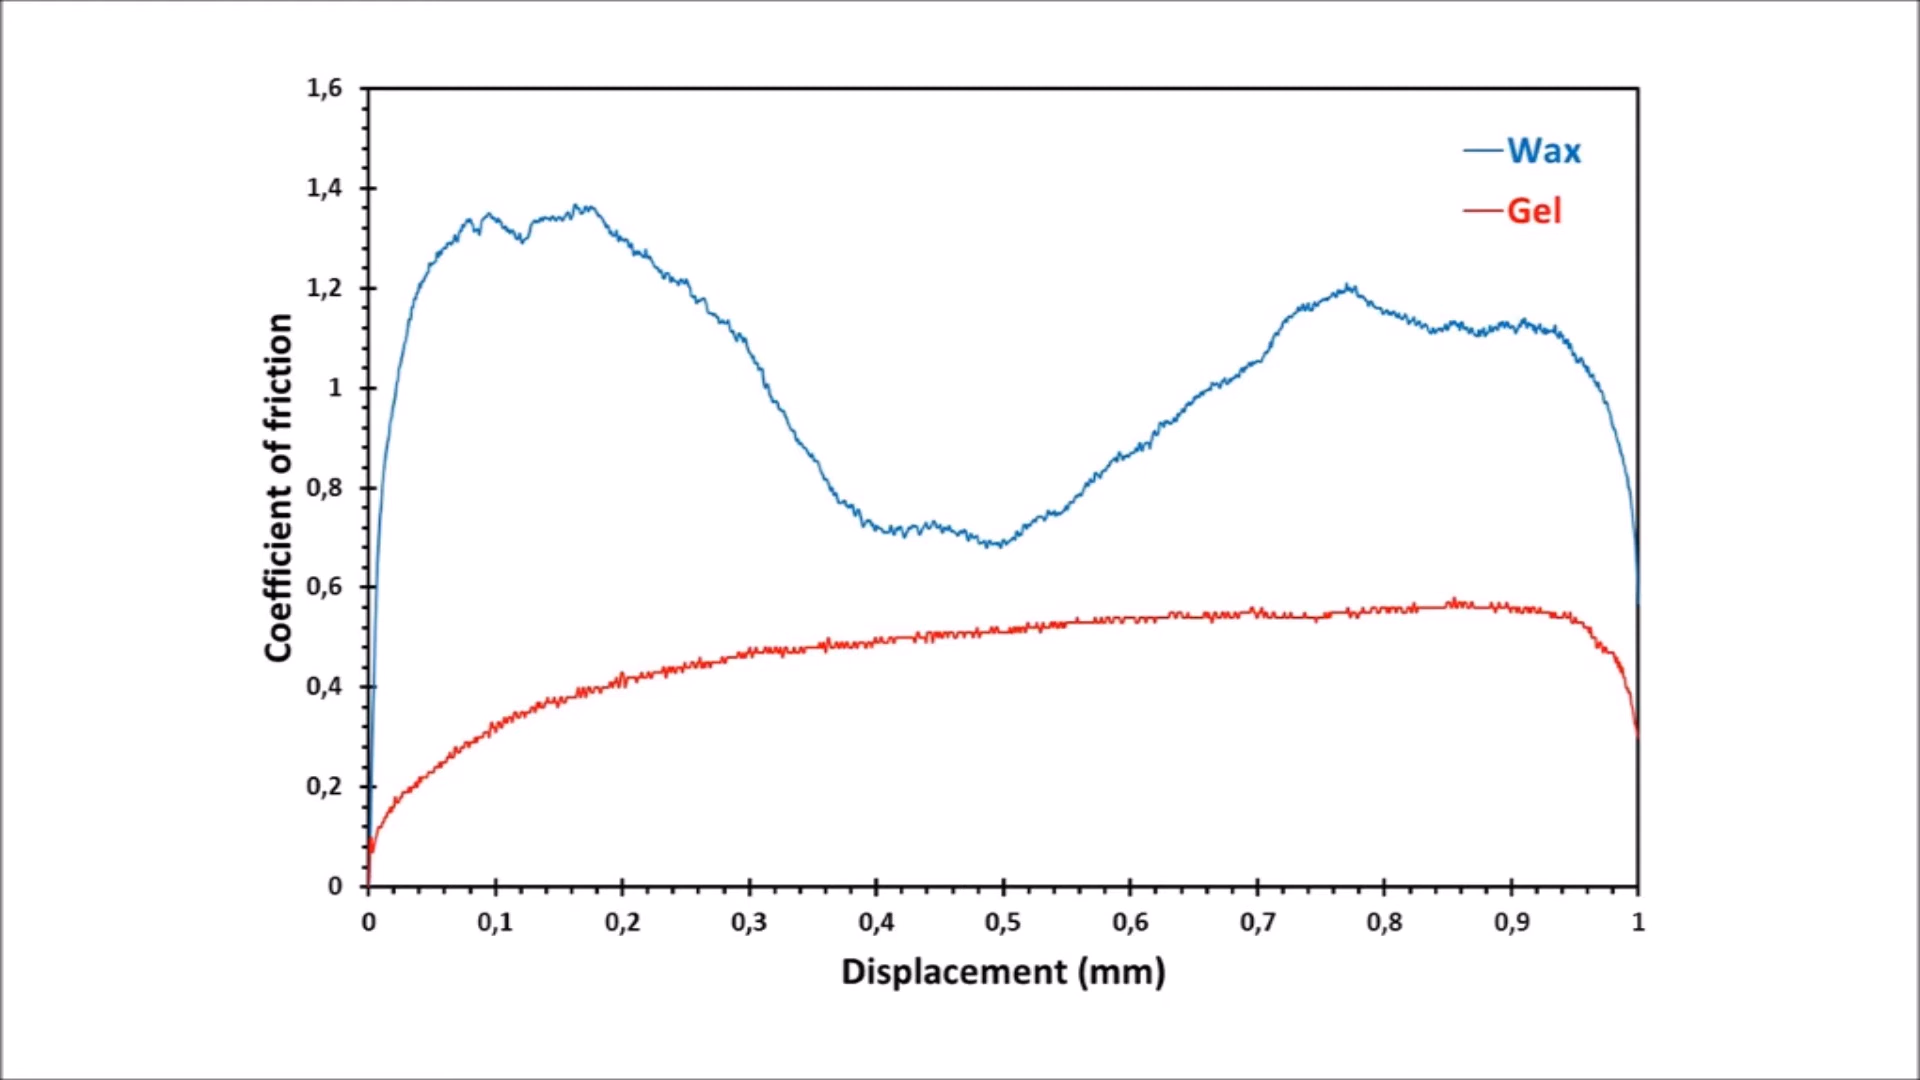 1,6
1,4
1,2
1
0,8
0,6
0,4
0,2
0
Coefficient of friction
Wax
Gel
0 0,1 0,2 0,3 0,4 0,5 0,6 0,7 0,8 0,9 1
Displacement (mm)